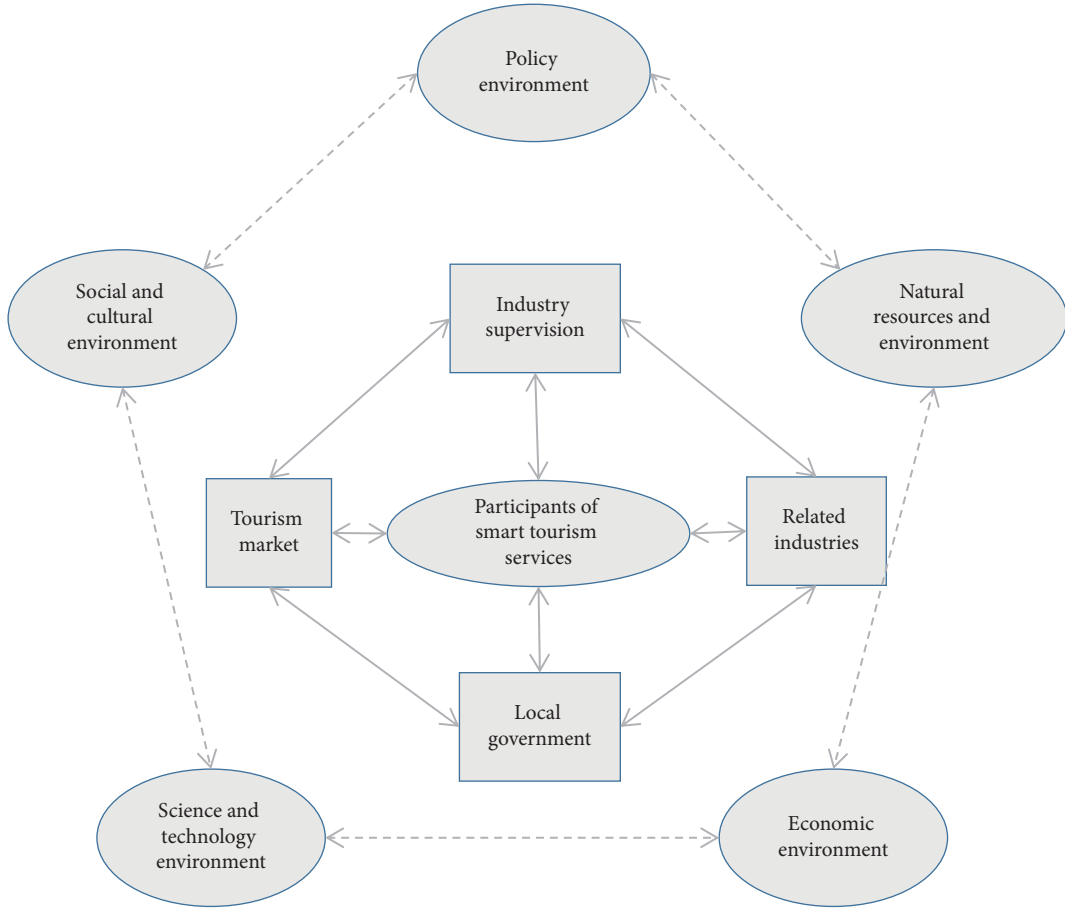 Policy
environment
Social and
cultural
environment
Natural
resources and
environment
Industry
supervision
Tourism
market
Participants of
smart tourism
services
Related
industries
Local
government
Science and
technology
environment
Economic
environment